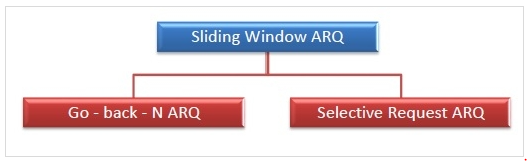 Sliding Window ARQ
Go - back - N ARQ
Selective Request ARQ